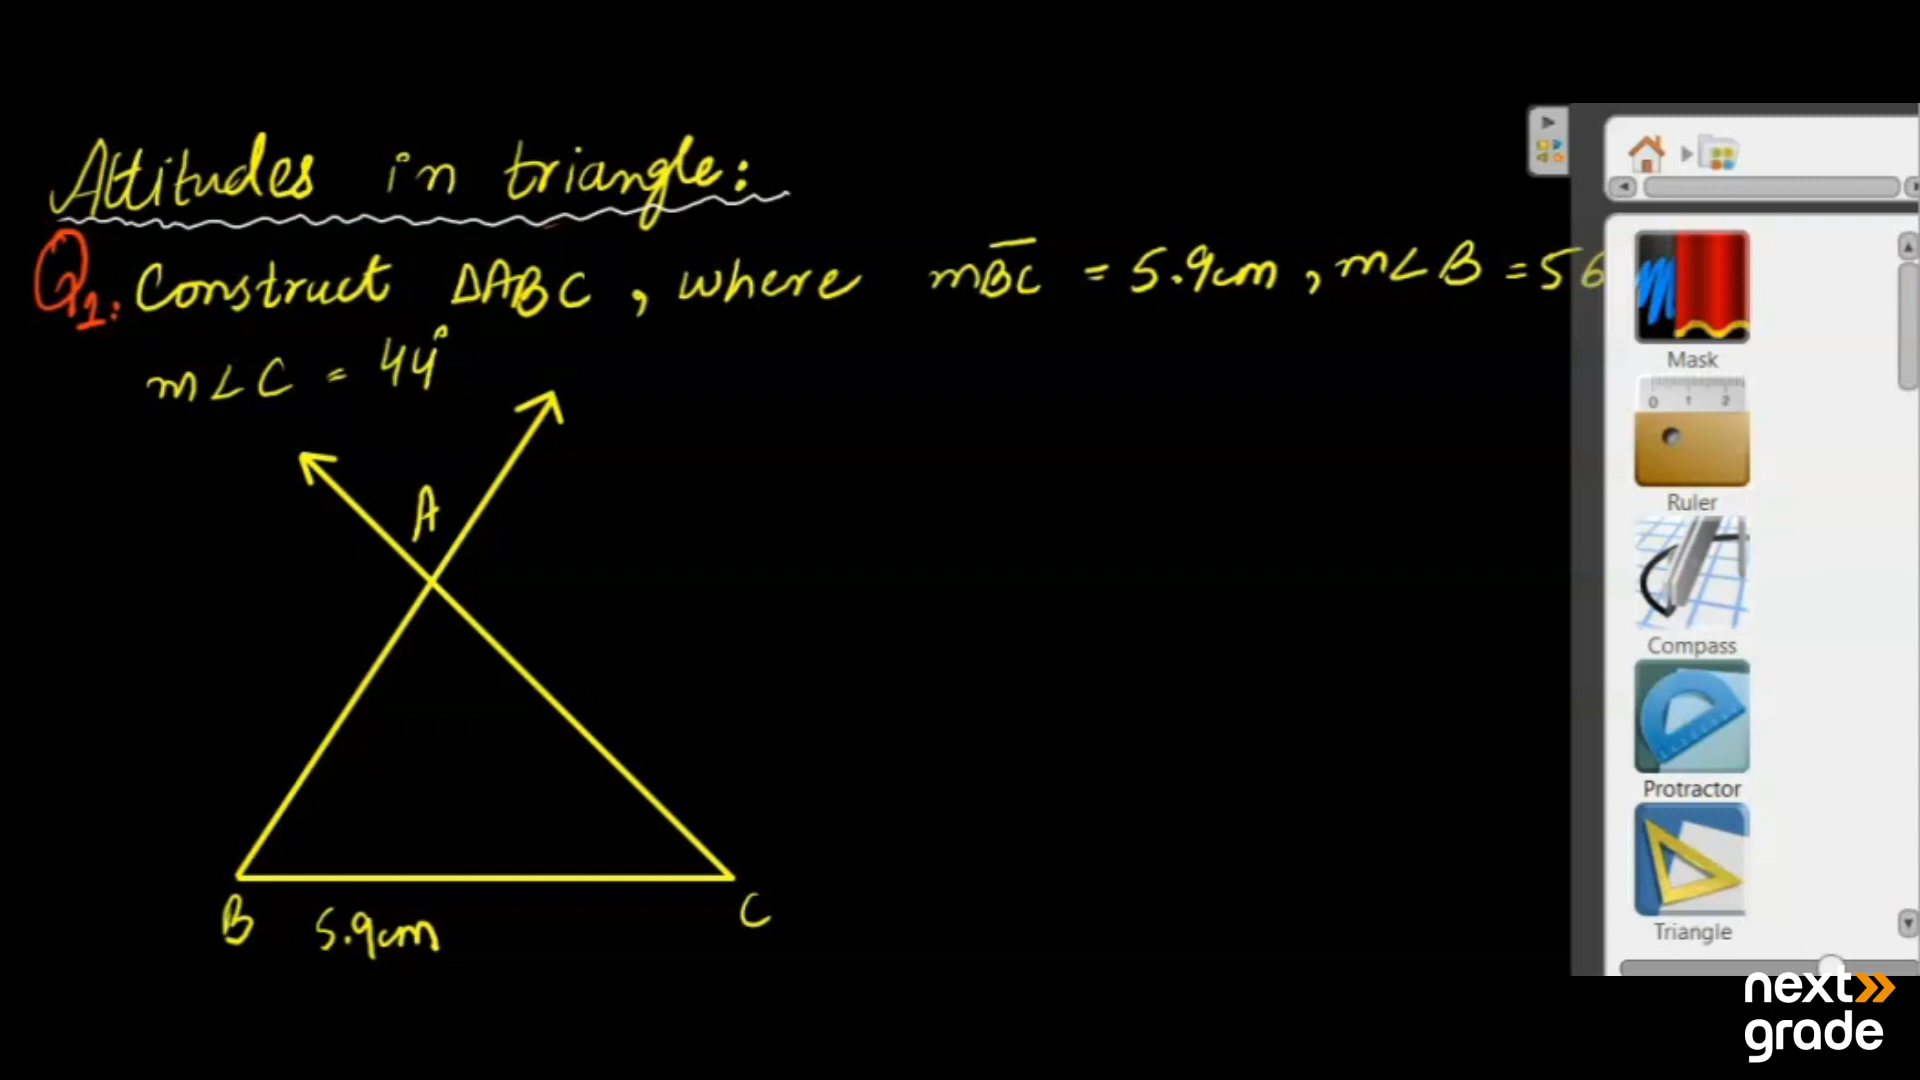 Attitudes in triangle:
Q1: Construct ΔABC, where mBC = 5.9cm, m∠B = 56
m∠C = 44°
A
B
5.9cm
C
Mask
0 1 2
Ruler
Compass
Protractor
Triangle
next
grade